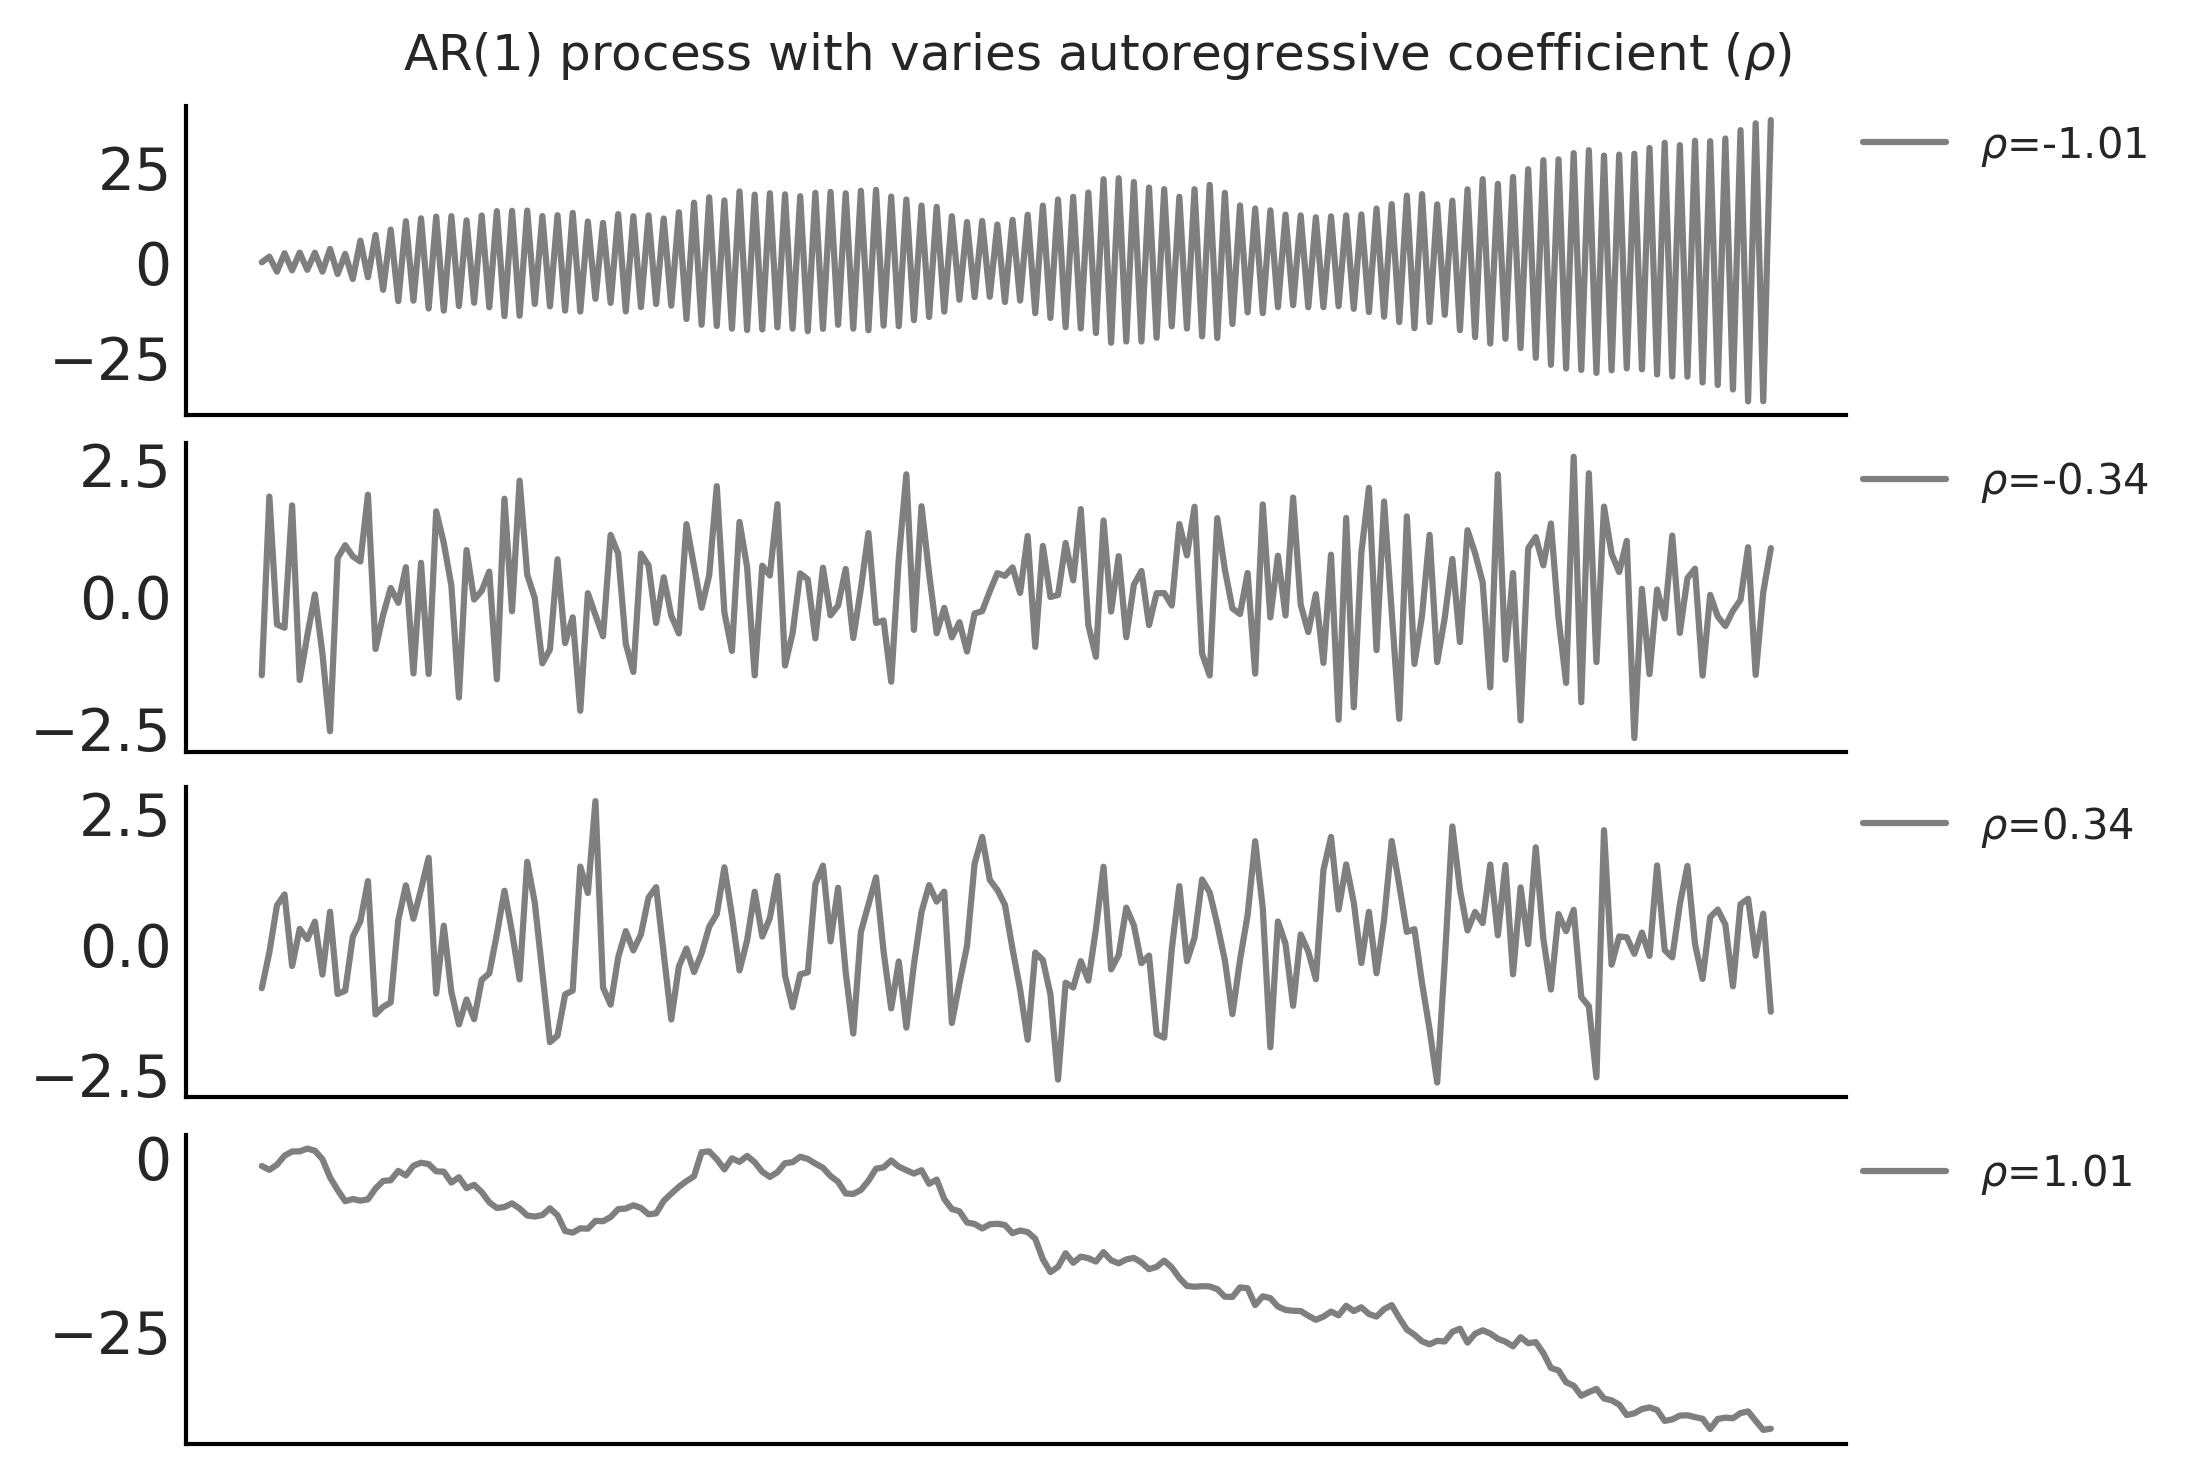 AR(1) process with varies autoregressive coefficient (ρ)
25
0
−25
ρ=-1.01
2.5
0.0
−2.5
ρ=-0.34
2.5
0.0
−2.5
ρ=0.34
0
−25
ρ=1.01